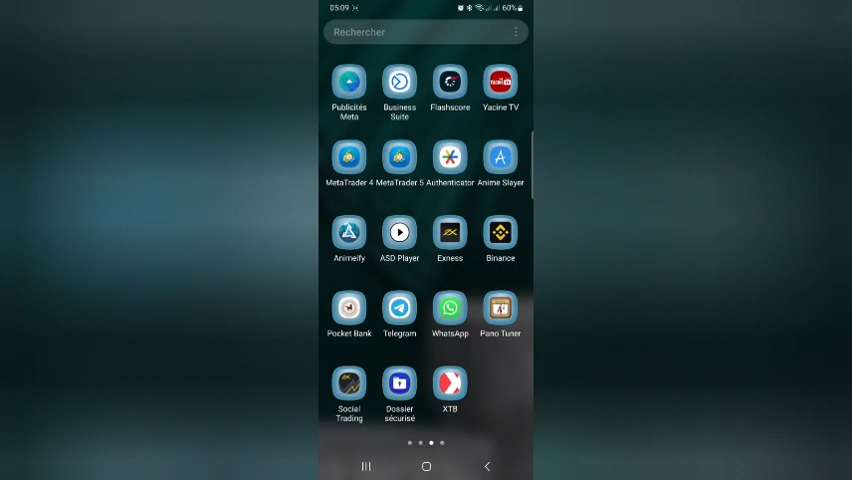 05:09
60%
Rechercher
Publicités Meta
Business Suite
Flashscore
Yacine TV
MetaTrader 4
MetaTrader 5
Authenticator
Anime Slayer
Animeify
ASD Player
Exness
Binance
Pocket Bank
Telegram
WhatsApp
Pano Tuner
Social Trading
Dossier sécurisé
XTB